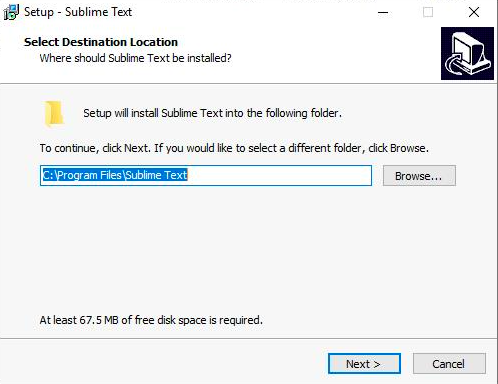 Setup - Sublime Text
Select Destination Location
Where should Sublime Text be installed?
Setup will install Sublime Text into the following folder.
To continue, click Next. If you would like to select a different folder, click Browse.
C:\Program Files\Sublime Text
Browse...
At least 67.5 MB of free disk space is required.
Next >
Cancel